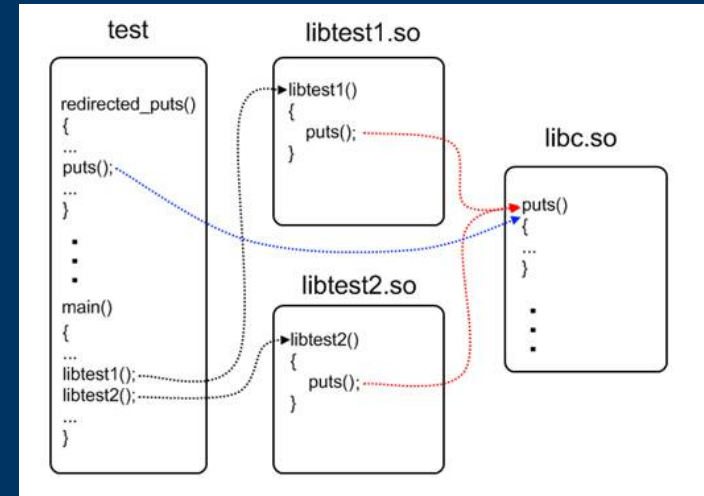 test
redirected_puts()
{
...
puts();
...
}
main()
{
...
libtest1();
libtest2();
...
}
libtest1.so
libtest1()
{
puts();
}
libtest2.so
libtest2()
{
puts();
}
libc.so
puts()
{
...
}